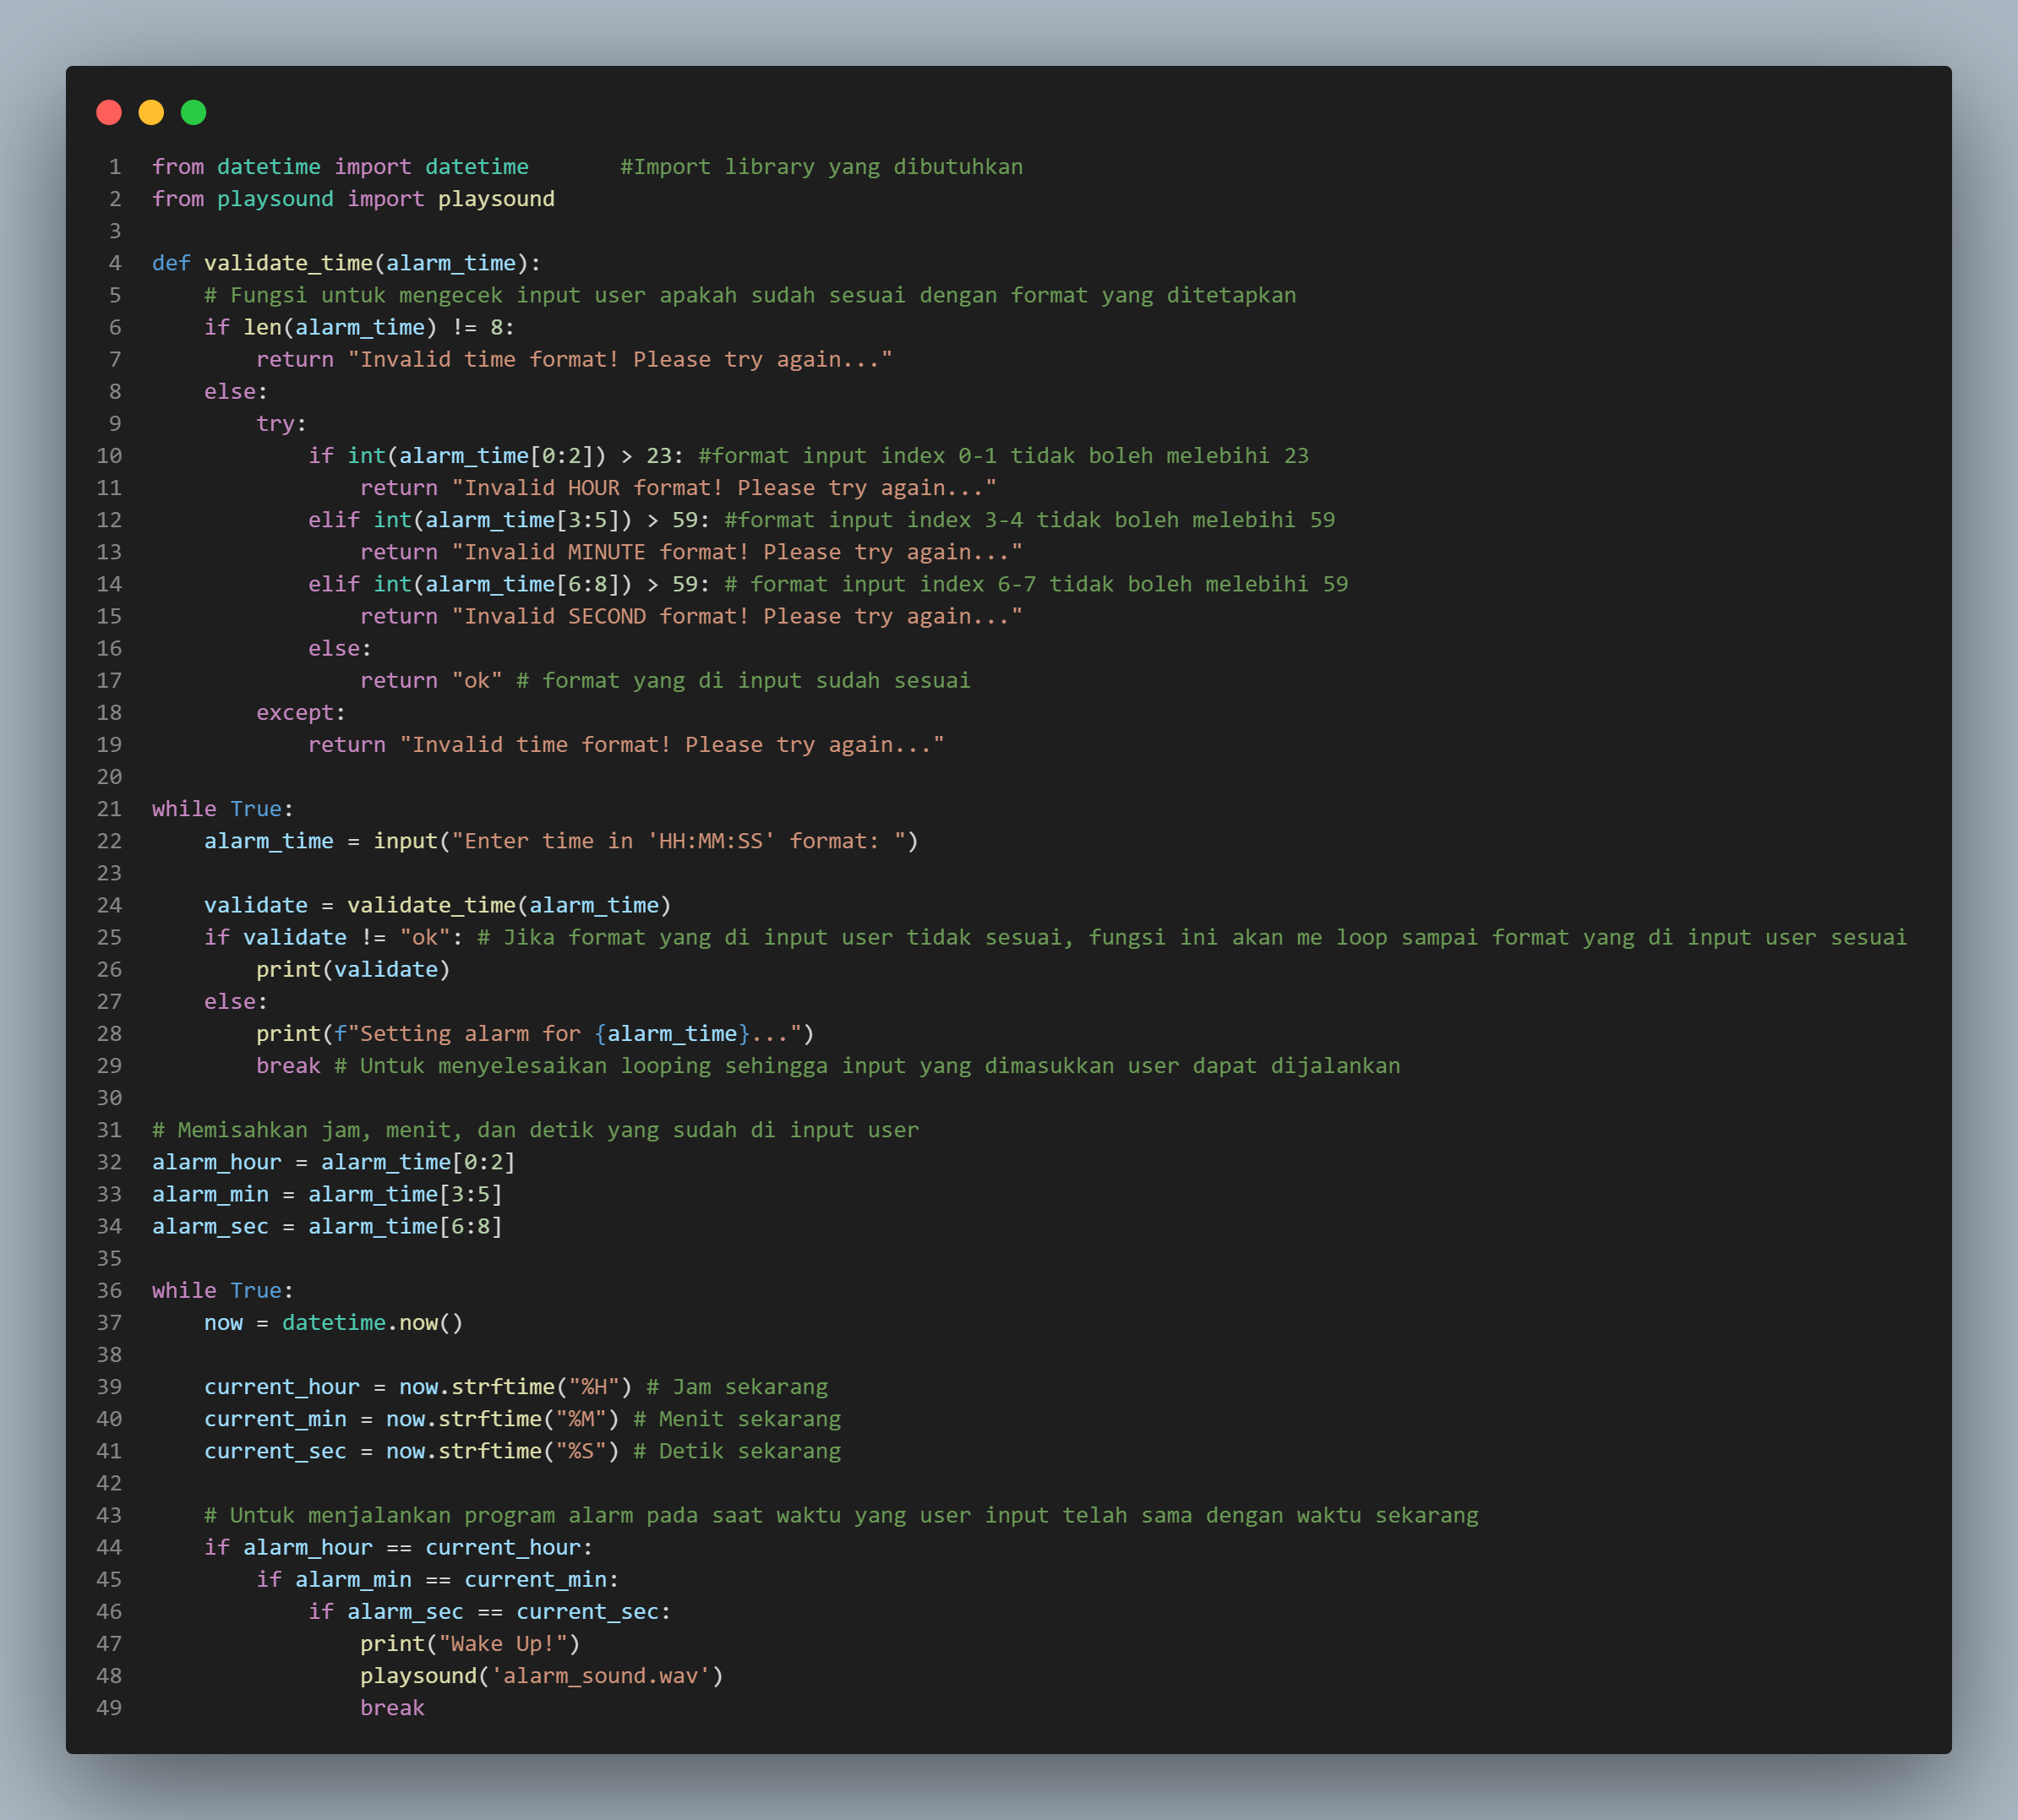 1 from datetime import datetime       #Import library yang dibutuhkan
2 from playsound import playsound
3
4 def validate_time(alarm_time):
5     # Fungsi untuk mengecek input user apakah sudah sesuai dengan format yang ditetapkan
6     if len(alarm_time) != 8:
7         return "Invalid time format! Please try again..."
8     else:
9         try:
10             if int(alarm_time[0:2]) > 23: #format input index 0-1 tidak boleh melebihi 23
11                 return "Invalid HOUR format! Please try again..."
12             elif int(alarm_time[3:5]) > 59: #format input index 3-4 tidak boleh melebihi 59
13                 return "Invalid MINUTE format! Please try again..."
14             elif int(alarm_time[6:8]) > 59: # format input index 6-7 tidak boleh melebihi 59
15                 return "Invalid SECOND format! Please try again..."
16             else:
17                 return "ok" # format yang di input sudah sesuai
18         except:
19             return "Invalid time format! Please try again..."
20
21 while True:
22     alarm_time = input("Enter time in 'HH:MM:SS' format: ")
23
24     validate = validate_time(alarm_time)
25     if validate != "ok": # Jika format yang di input user tidak sesuai, fungsi ini akan me loop sampai format yang di input user sesuai
26         print(validate)
27     else:
28         print(f"Setting alarm for {alarm_time}...")
29         break # Untuk menyelesaikan looping sehingga input yang dimasukkan user dapat dijalankan
30
31 # Memisahkan jam, menit, dan detik yang sudah di input user
32 alarm_hour = alarm_time[0:2]
33 alarm_min = alarm_time[3:5]
34 alarm_sec = alarm_time[6:8]
35
36 while True:
37     now = datetime.now()
38
39     current_hour = now.strftime("%H") # Jam sekarang
40     current_min = now.strftime("%M") # Menit sekarang
41     current_sec = now.strftime("%S") # Detik sekarang
42
43     # Untuk menjalankan program alarm pada saat waktu yang user input telah sama dengan waktu sekarang
44     if alarm_hour == current_hour:
45         if alarm_min == current_min:
46             if alarm_sec == current_sec:
47                 print("Wake Up!")
48                 playsound('alarm_sound.wav')
49                 break